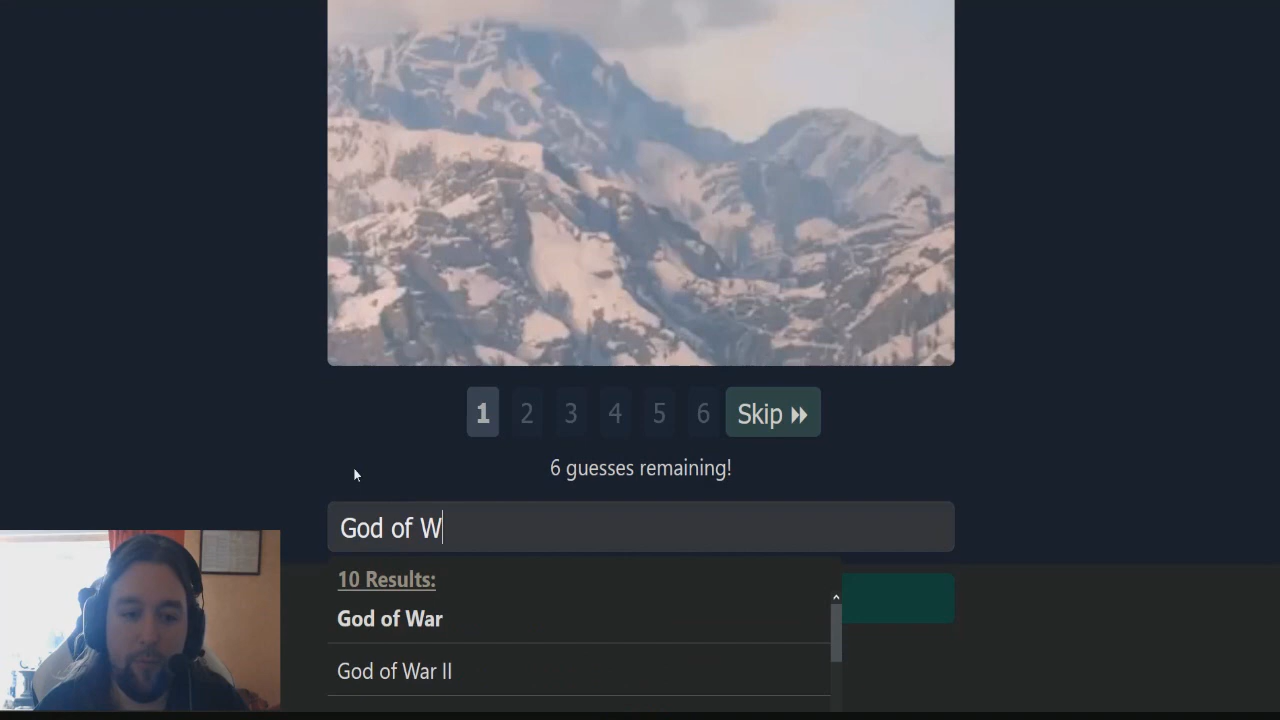 1 2 3 4 5 6 Skip
6 guesses remaining!
God of W
10 Results:
God of War
God of War II